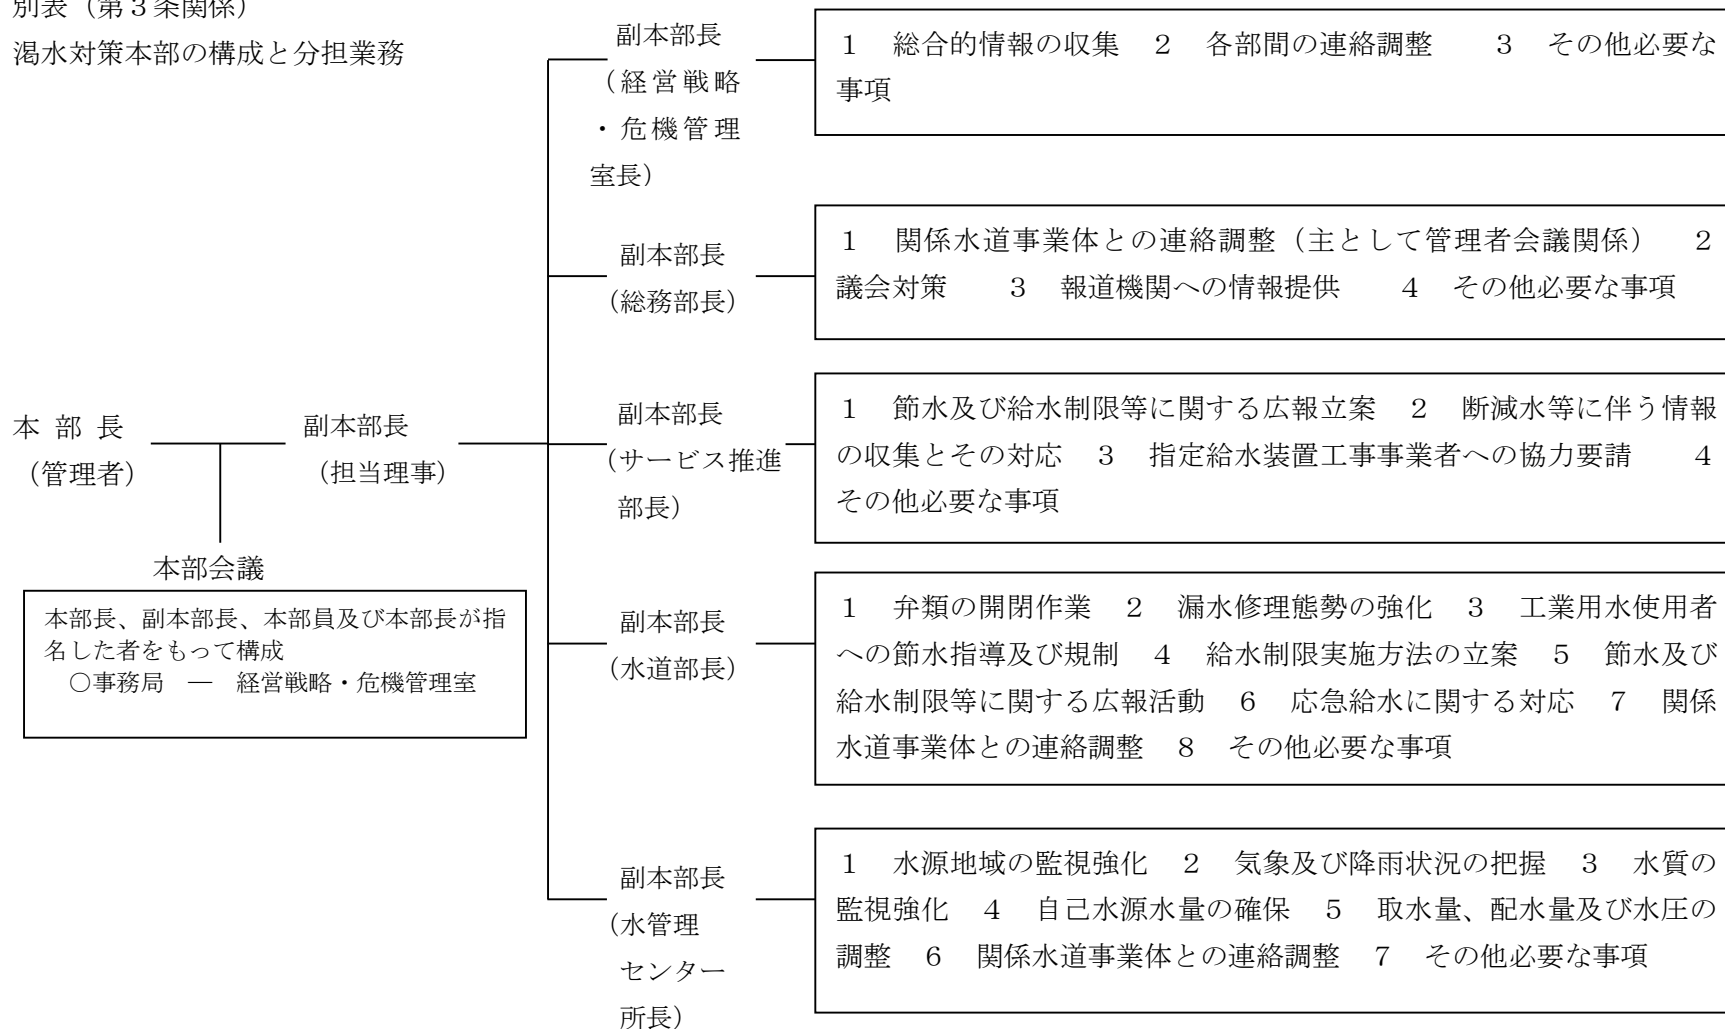 別表（第３条関係）
渇水対策本部の構成と分担業務
本 部 長
（管理者）
副本部長
（担当理事）
本部会議
本部長、副本部長、本部員及び本部長が指
名した者をもって構成
○事務局　―　経営戦略・危機管理室
副本部長
（経営戦略
・危機管理
室長）
１　総合的情報の収集　２　各部間の連絡調整　　３　その他必要な
事項
副本部長
（総務部長）
１　関係水道事業体との連絡調整（主として管理者会議関係）　２
議会対策　　３　報道機関への情報提供　　４　その他必要な事項
副本部長
（サービス推進
部長）
１　節水及び給水制限等に関する広報立案　２　断減水等に伴う情報
の収集とその対応　３　指定給水装置工事事業者への協力要請　　４
その他必要な事項
副本部長
（水道部長）
１　弁類の開閉作業　２　漏水修理態勢の強化　３　工業用水使用者
への節水指導及び規制　４　給水制限実施方法の立案　５　節水及び
給水制限等に関する広報活動　６　応急給水に関する対応　７　関係
水道事業体との連絡調整　８　その他必要な事項
副本部長
（水管理
センター
所長）
１　水源地域の監視強化　２　気象及び降雨状況の把握　３　水質の
監視強化　４　自己水源水量の確保　５　取水量、配水量及び水圧の
調整　６　関係水道事業体との連絡調整　７　その他必要な事項